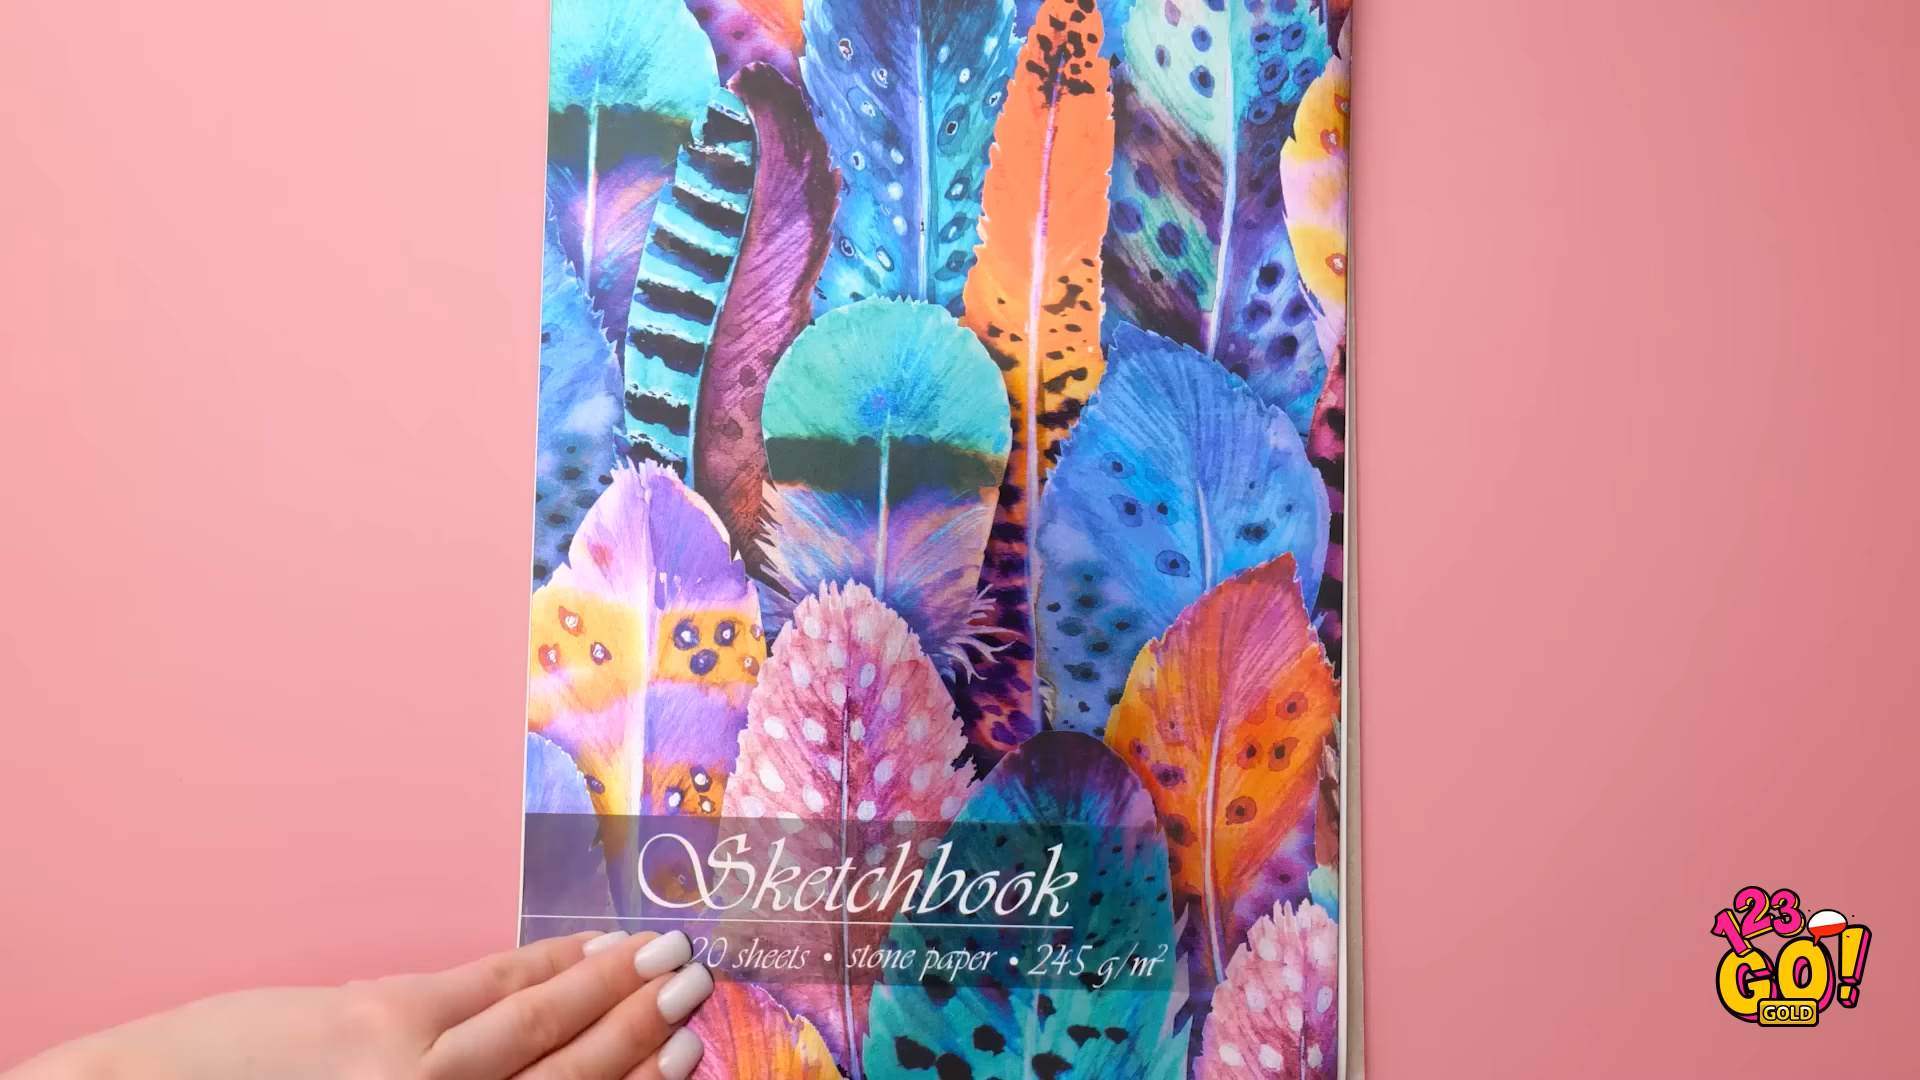 Sketchbook
20 sheets • stone paper • 245 g/m²
123
GO!
GOLD